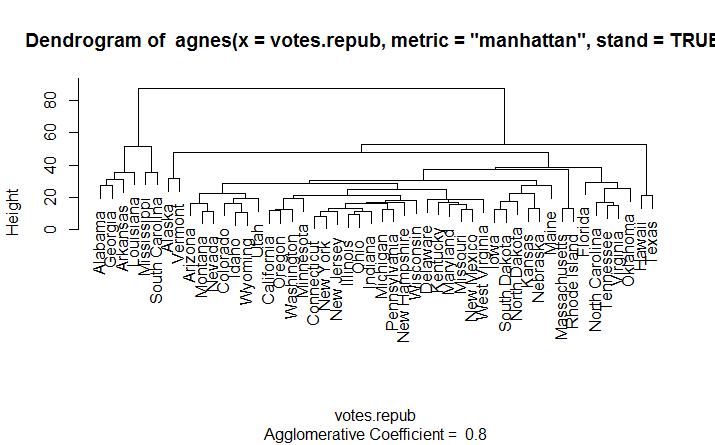 Dendrogram of  agnes(x = votes.repub, metric = "manhattan", stand = TRUE
Height
0
20
40
60
80
Alabama
Georgia
Arkansas
Louisiana
Mississippi
South Carolina
Alaska
Vermont
Arizona
Montana
Nevada
Colorado
Idaho
Wyoming
Utah
California
Oregon
Washington
Minnesota
Connecticut
New York
New Jersey
Illinois
Ohio
Indiana
Michigan
Pennsylvania
New Hampshire
Wisconsin
Delaware
Kentucky
Maryland
Missouri
New Mexico
West Virginia
Iowa
South Dakota
North Dakota
Kansas
Nebraska
Maine
Massachusetts
Rhode Island
Florida
North Carolina
Tennessee
Virginia
Oklahoma
Hawaii
Texas
votes.repub
Agglomerative Coefficient =  0.8